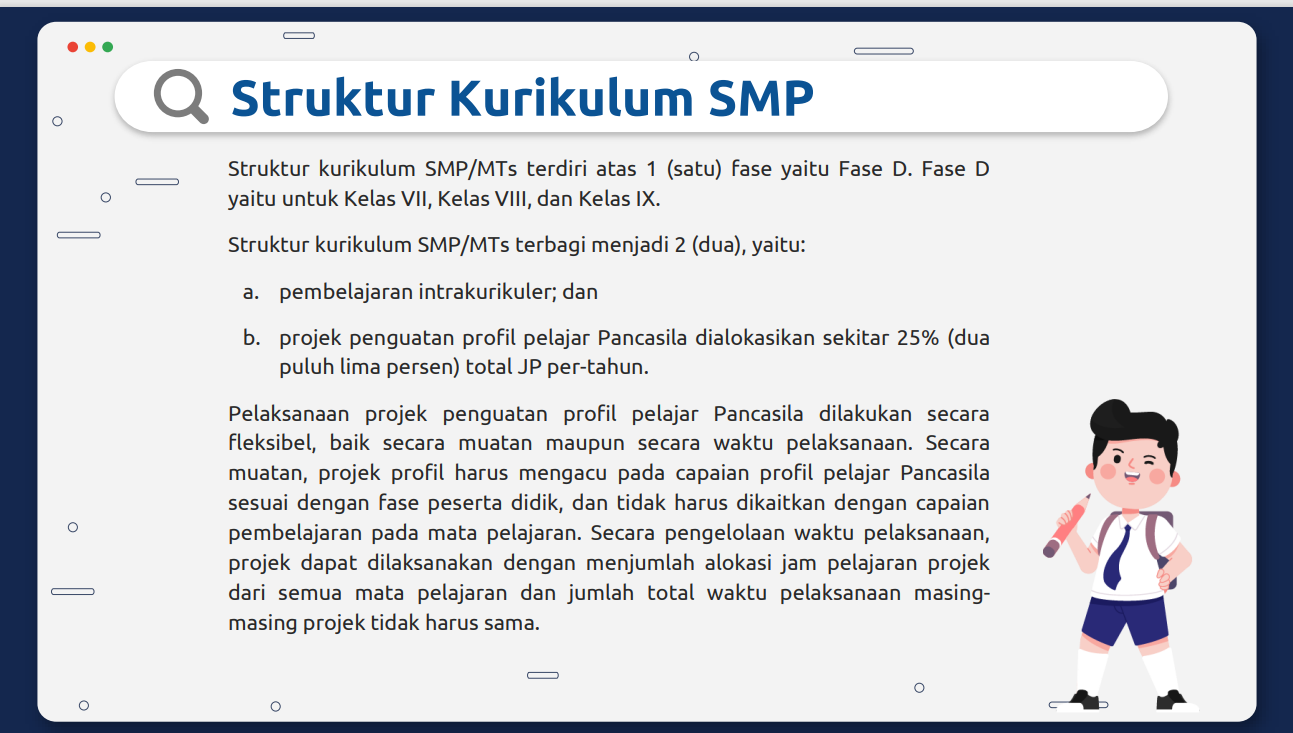 Struktur Kurikulum SMP
Struktur kurikulum SMP/MTs terdiri atas 1 (satu) fase yaitu Fase D. Fase D
yaitu untuk Kelas VII, Kelas VIII, dan Kelas IX.
Struktur kurikulum SMP/MTs terbagi menjadi 2 (dua), yaitu:
a. pembelajaran intrakurikuler; dan
b. projek penguatan profil pelajar Pancasila dialokasikan sekitar 25% (dua
puluh lima persen) total JP per-tahun.
Pelaksanaan projek penguatan profil pelajar Pancasila dilakukan secara
fleksibel, baik secara muatan maupun secara waktu pelaksanaan. Secara
muatan, projek profil harus mengacu pada capaian profil pelajar Pancasila
sesuai dengan fase peserta didik, dan tidak harus dikaitkan dengan capaian
pembelajaran pada mata pelajaran. Secara pengelolaan waktu pelaksanaan,
projek dapat dilaksanakan dengan menjumlah alokasi jam pelajaran projek
dari semua mata pelajaran dan jumlah total waktu pelaksanaan masing-
masing projek tidak harus sama.